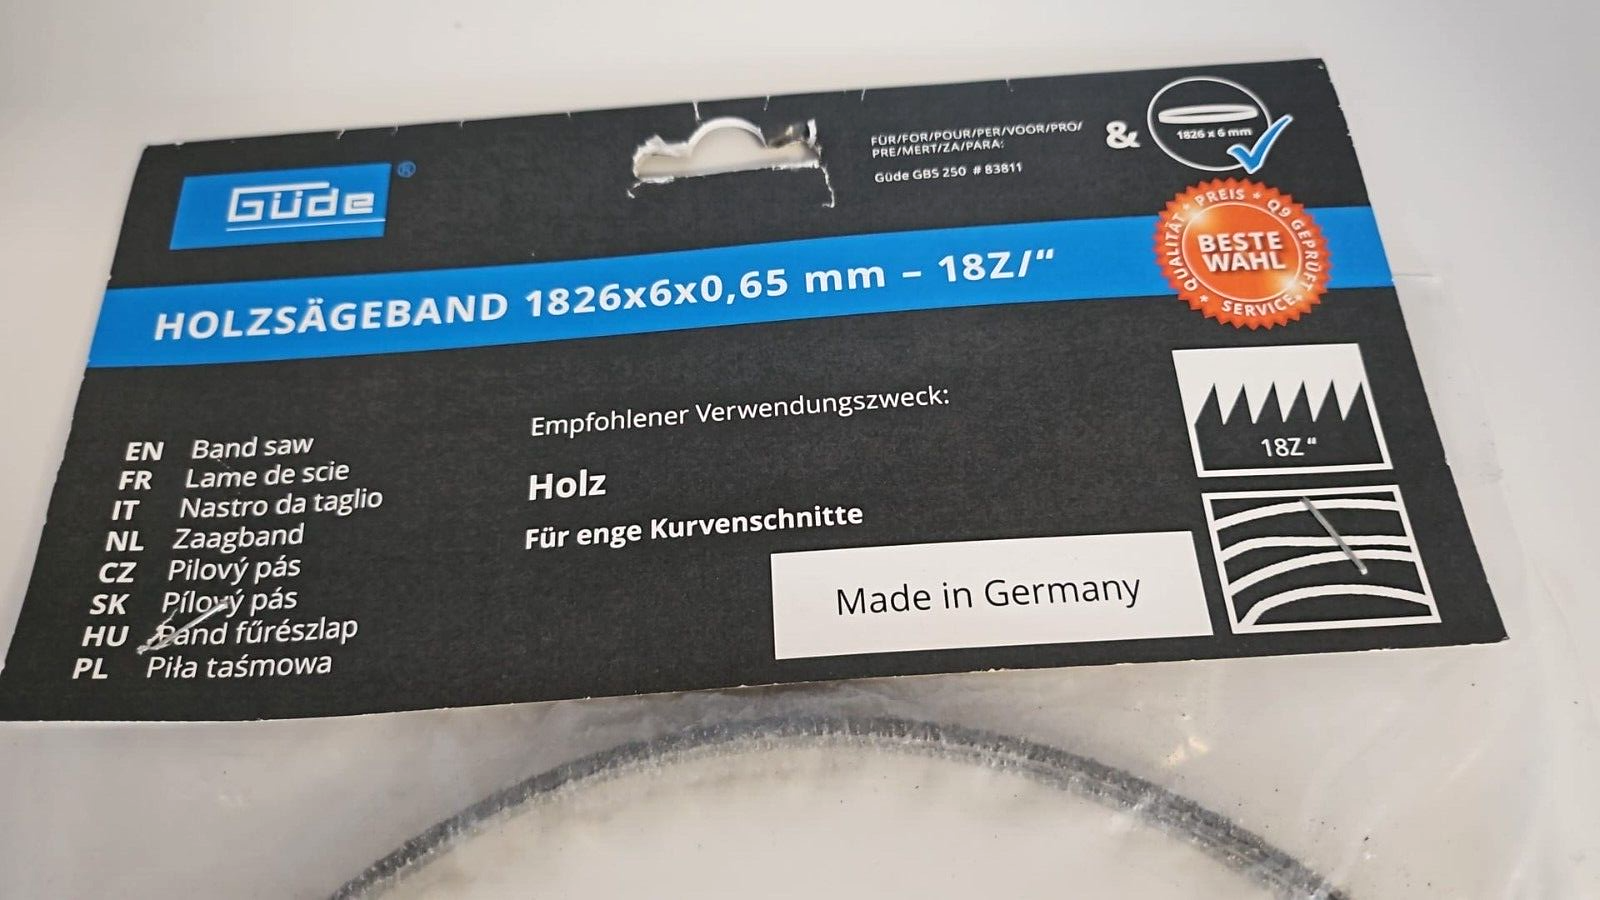 Güde®
FÜR/FOR/POUR/PER/VOOR/PRO/
PRE/MERT/ZA/PARA:
Güde GBS 250 # 83811
&
1826 x 6 mm
HOLZSÄGEBAND 1826x6x0,65 mm – 18Z/“
QUALITÄT * PREIS * Q9 GEPRÜFT * SERVICE *
BESTE
WAHL
Empfohlener Verwendungszweck:
Holz
Für enge Kurvenschnitte
Made in Germany
18Z“
EN Band saw
FR Lame de scie
IT Nastro da taglio
NL Zaagband
CZ Pilový pás
SK Pílový pás
HU Band fűrészlap
PL Piła taśmowa